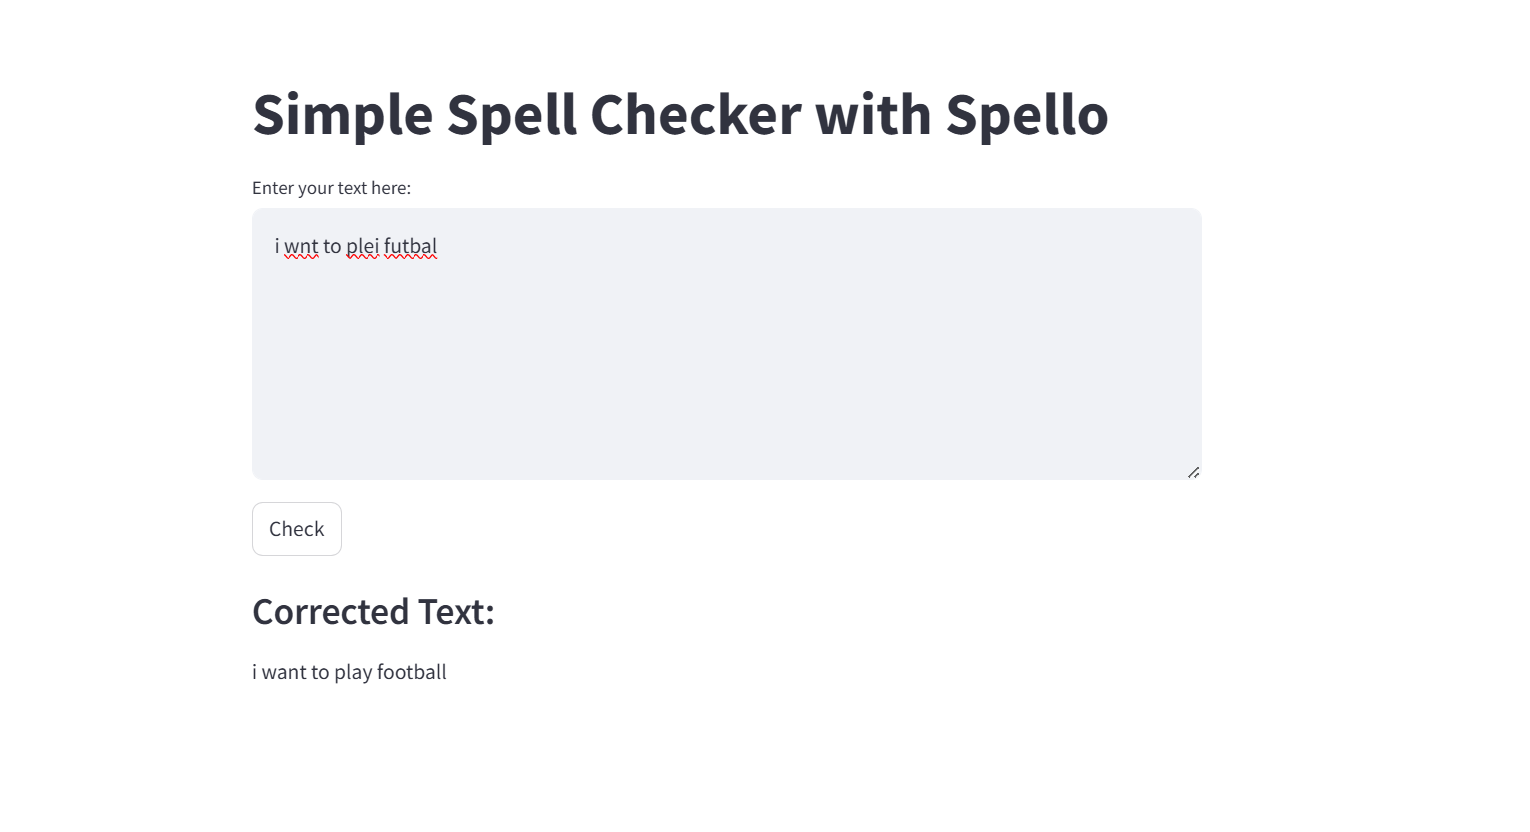 Simple Spell Checker with Spello
Enter your text here:
i wnt to plei futbal
Check
Corrected Text:
i want to play football